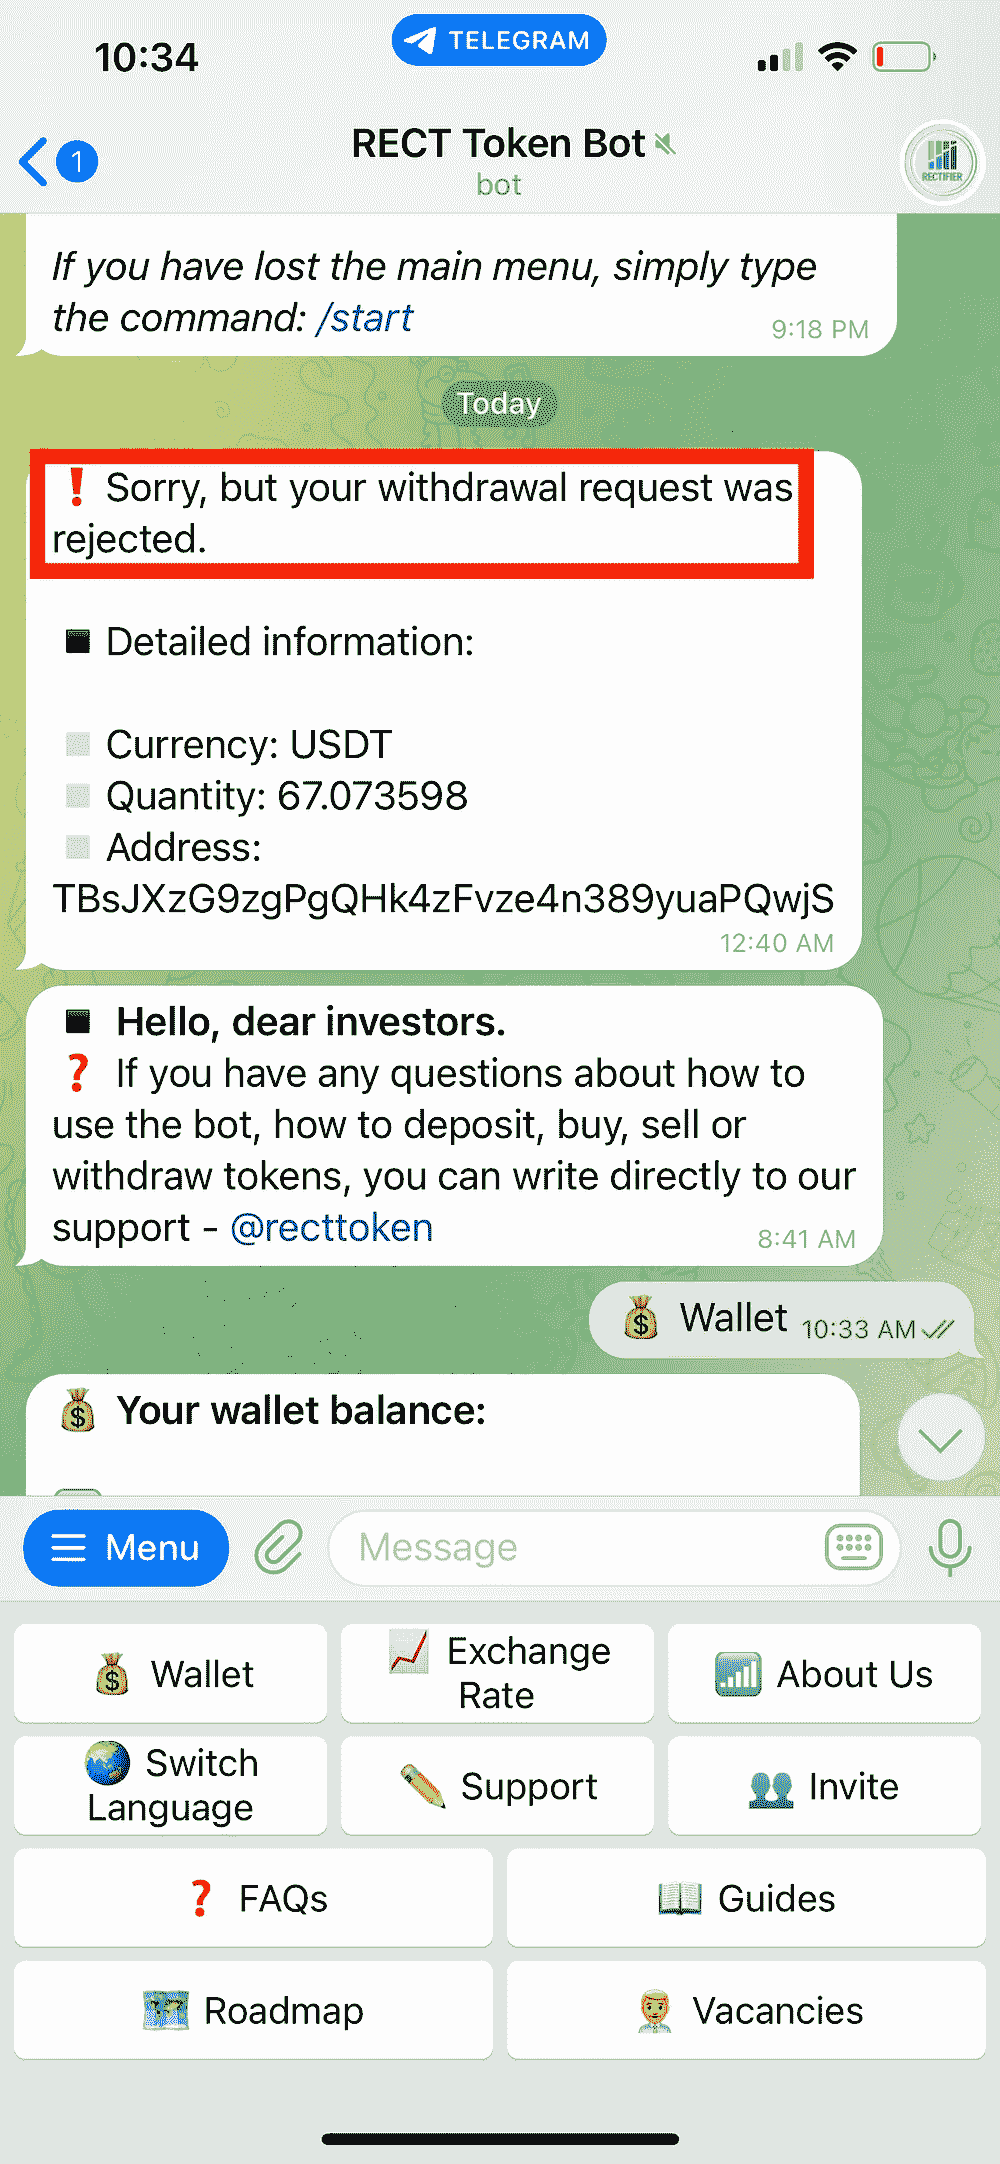 10:34
TELEGRAM
1
RECT Token Bot
bot
RECTIFIER
If you have lost the main menu, simply type
the command: /start
9:18 PM
Today
❗ Sorry, but your withdrawal request was
rejected.
Detailed information:
Currency: USDT
Quantity: 67.073598
Address:
TBsJXzG9zgPgQHk4zFvze4n389yuaPQwjS
12:40 AM
Hello, dear investors.
❓ If you have any questions about how to
use the bot, how to deposit, buy, sell or
withdraw tokens, you can write directly to our
support - @recttoken
8:41 AM
💰 Wallet 10:33 AM
💰 Your wallet balance:
Menu
Message
Wallet
Exchange
Rate
About Us
Switch
Language
Support
Invite
❓ FAQs
Guides
Roadmap
Vacancies